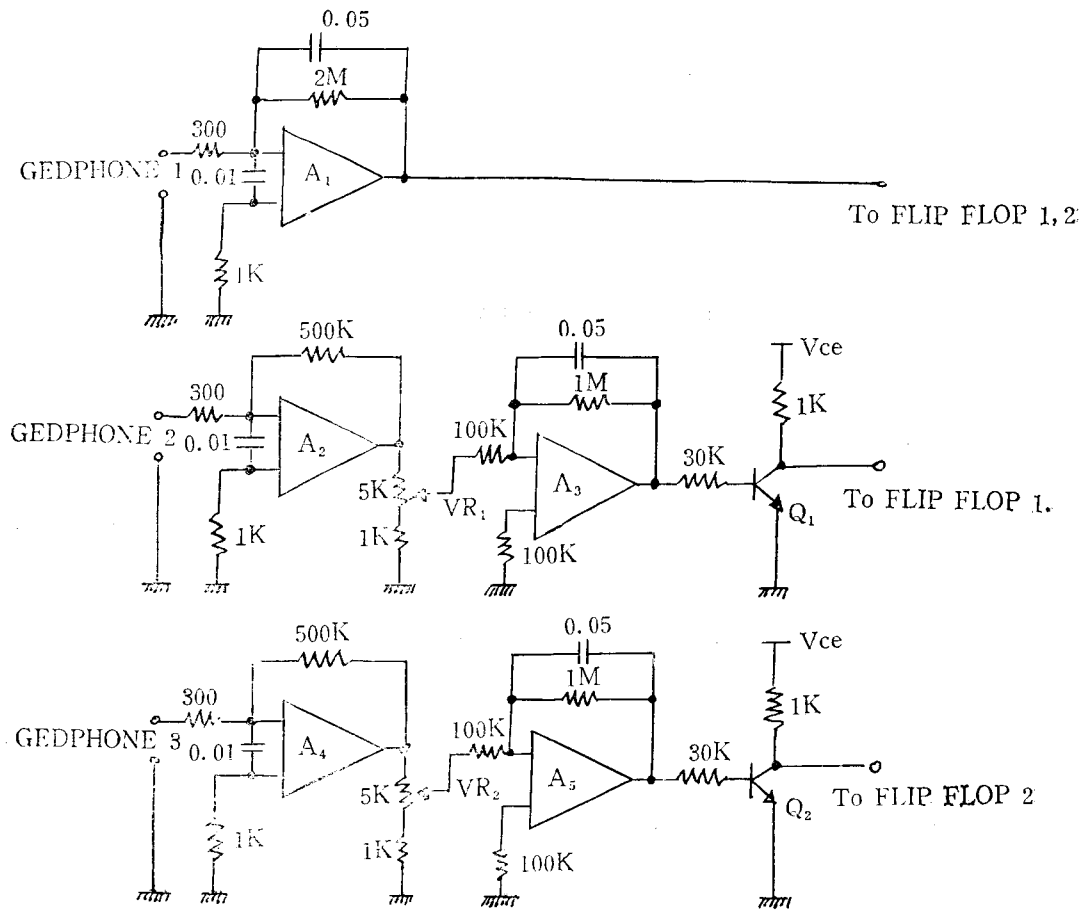 0.05
2M
300
GEDPHONE 1
0.01
A₁
1K
To FLIP FLOP 1, 2
500K
300
GEDPHONE 2
0.01
A₂
1K
5K
1K
VR₁
100K
0.05
1M
A₃
100K
30K
Vce
1K
Q₁
To FLIP FLOP 1.
500K
300
GEDPHONE 3
0.01
A₄
1K
5K
1K
VR₂
100K
0.05
1M
A₅
100K
30K
Vce
1K
Q₂
To FLIP FLOP 2